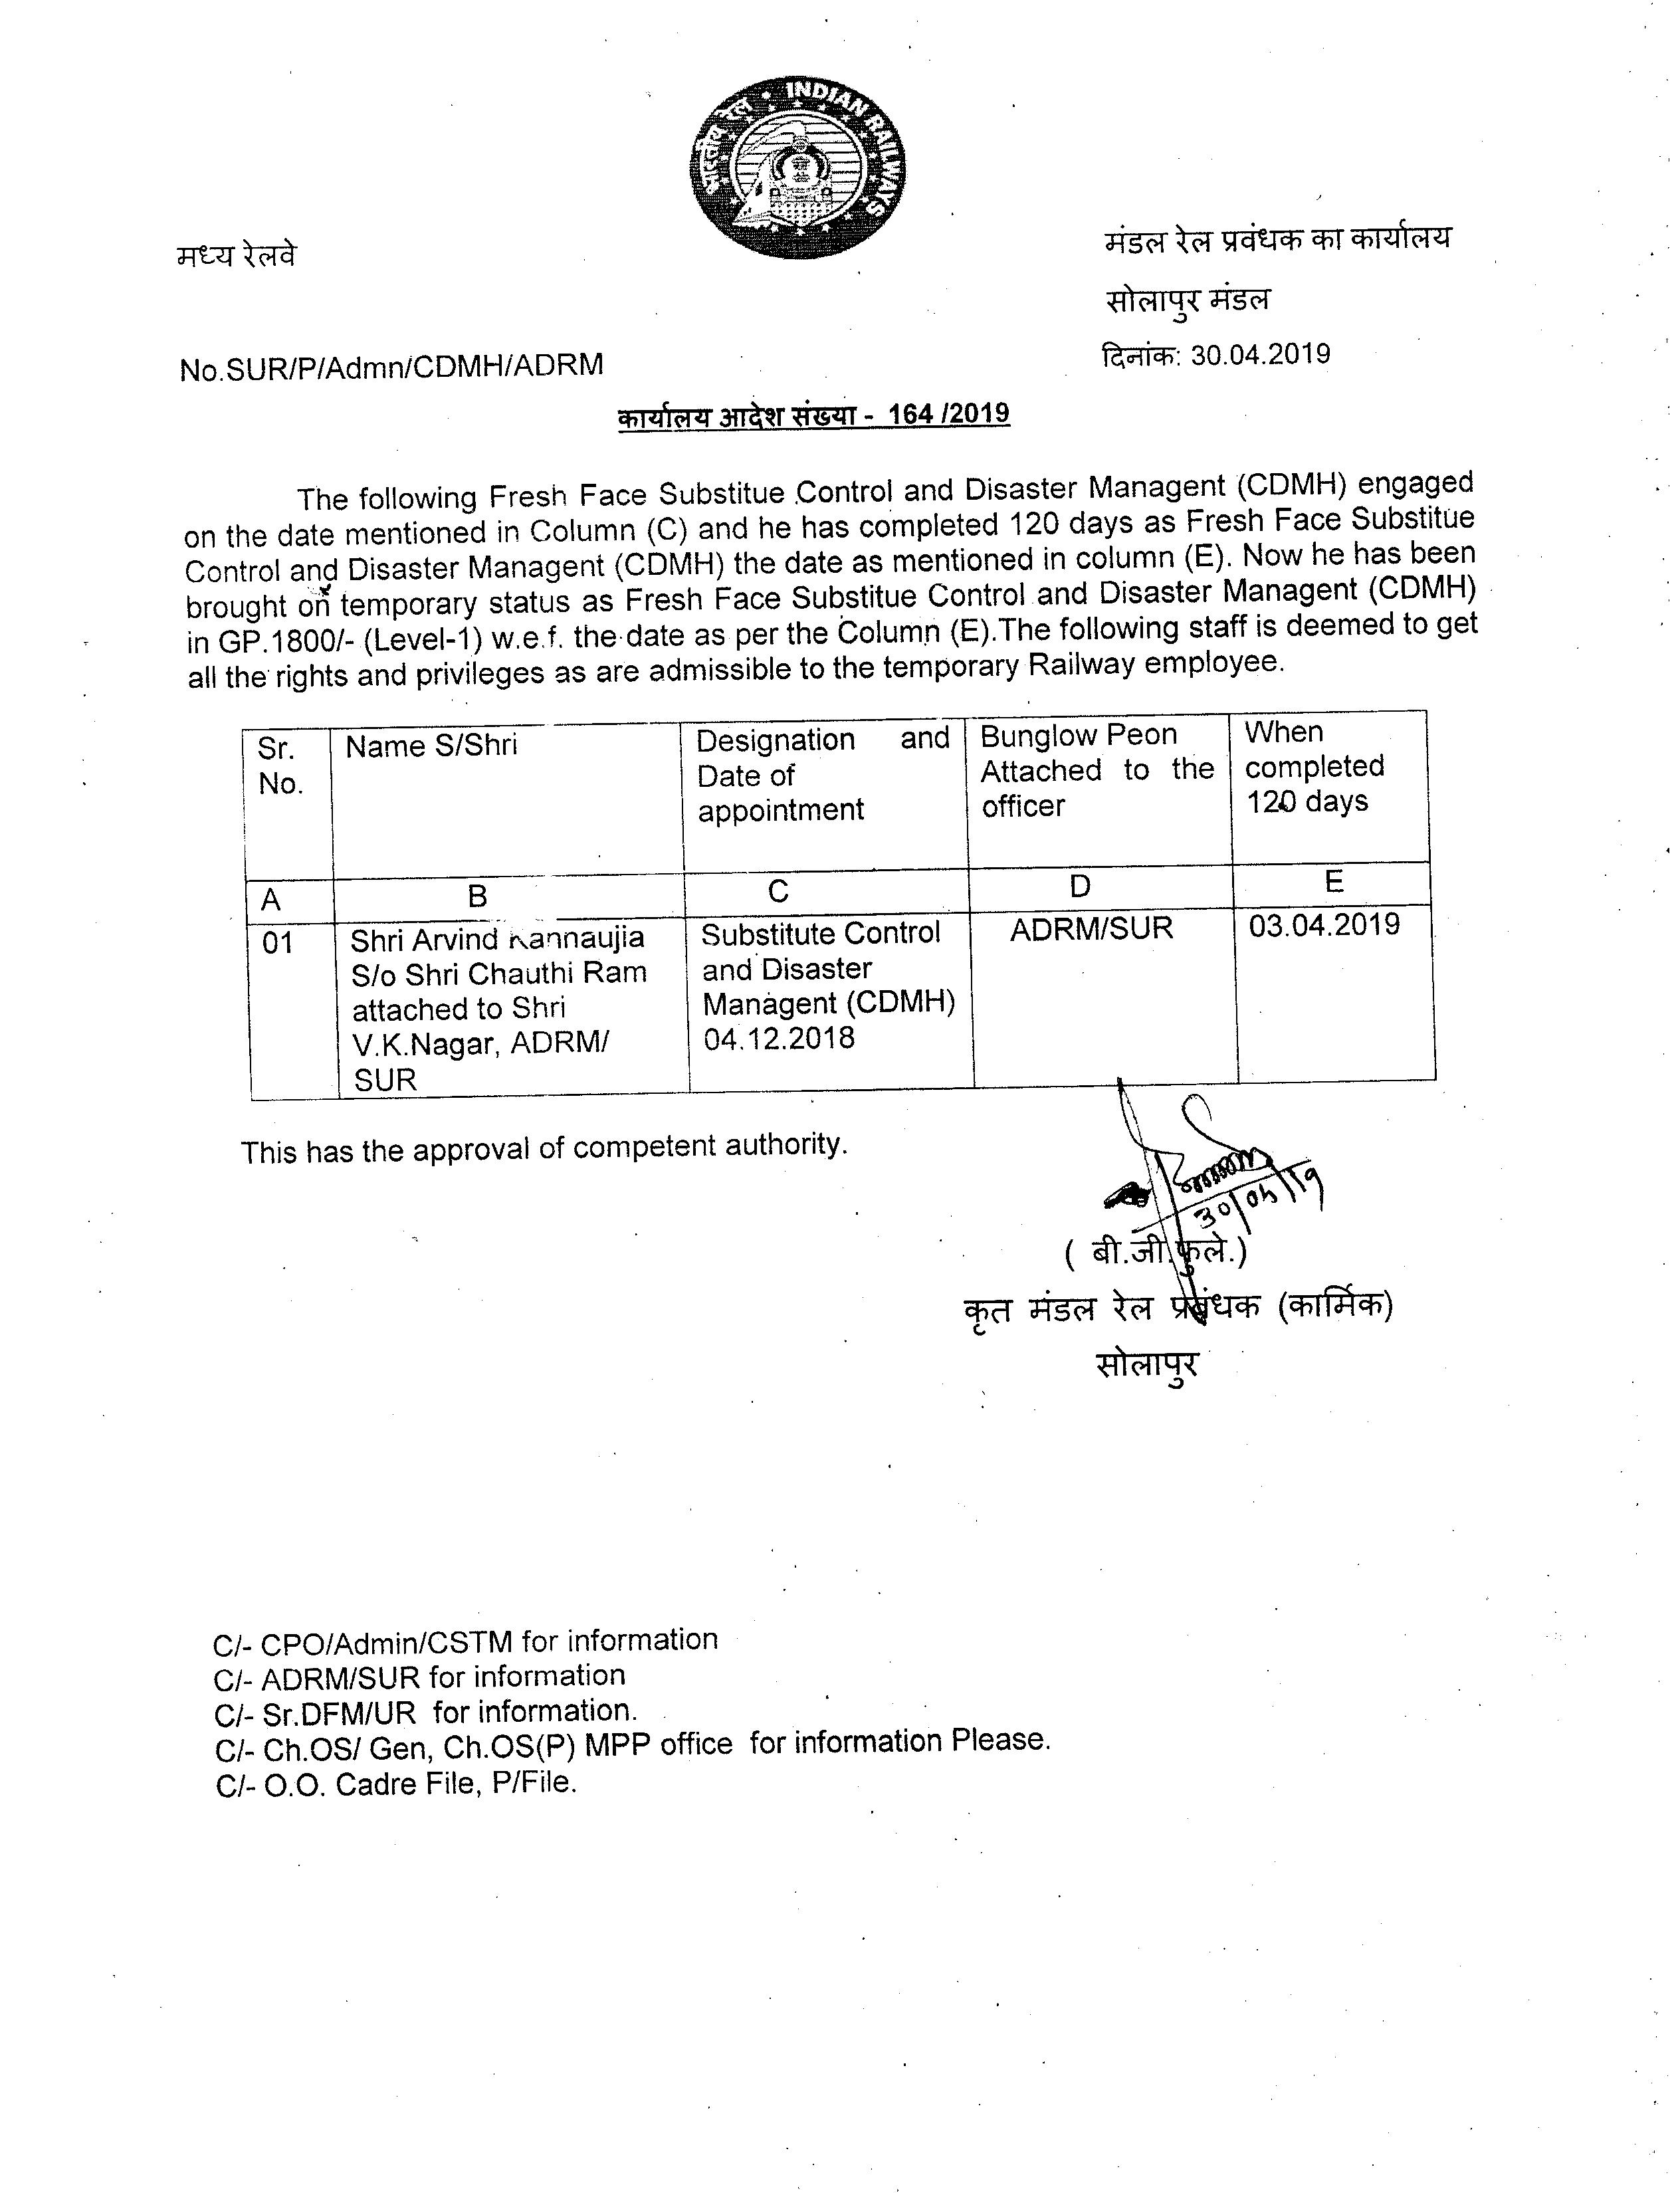 भारतीय रेल • INDIAN RAILWAYS
मध्य रेलवे
मंडल रेल प्रवंधक का कार्यालय
सोलापुर मंडल
No.SUR/P/Admn/CDMH/ADRM
दिनांक: 30.04.2019
कार्यालय आदेश संख्या - 164 /2019
The following Fresh Face Substitue Control and Disaster Managent (CDMH) engaged
on the date mentioned in Column (C) and he has completed 120 days as Fresh Face Substitue
Control and Disaster Managent (CDMH) the date as mentioned in column (E). Now he has been
brought on temporary status as Fresh Face Substitue Control and Disaster Managent (CDMH)
in GP.1800/- (Level-1) w.e.f. the date as per the Column (E).The following staff is deemed to get
all the rights and privileges as are admissible to the temporary Railway employee.
Sr. No.
Name S/Shri
Designation and Date of appointment
Bunglow Peon Attached to the officer
When completed 120 days
A B C D E
01
Shri Arvind Kannaujia
S/o Shri Chauthi Ram
attached to Shri
V.K.Nagar, ADRM/
SUR
Substitute Control
and Disaster
Managent (CDMH)
04.12.2018
ADRM/SUR
03.04.2019
This has the approval of competent authority.
30/04/19
( बी.जी.फुले.)
कृत मंडल रेल प्रबंधक (कार्मिक)
सोलापुर
C/- CPO/Admin/CSTM for information
C/- ADRM/SUR for information
C/- Sr.DFM/UR for information.
C/- Ch.OS/ Gen, Ch.OS(P) MPP office for information Please.
C/- O.O. Cadre File, P/File.